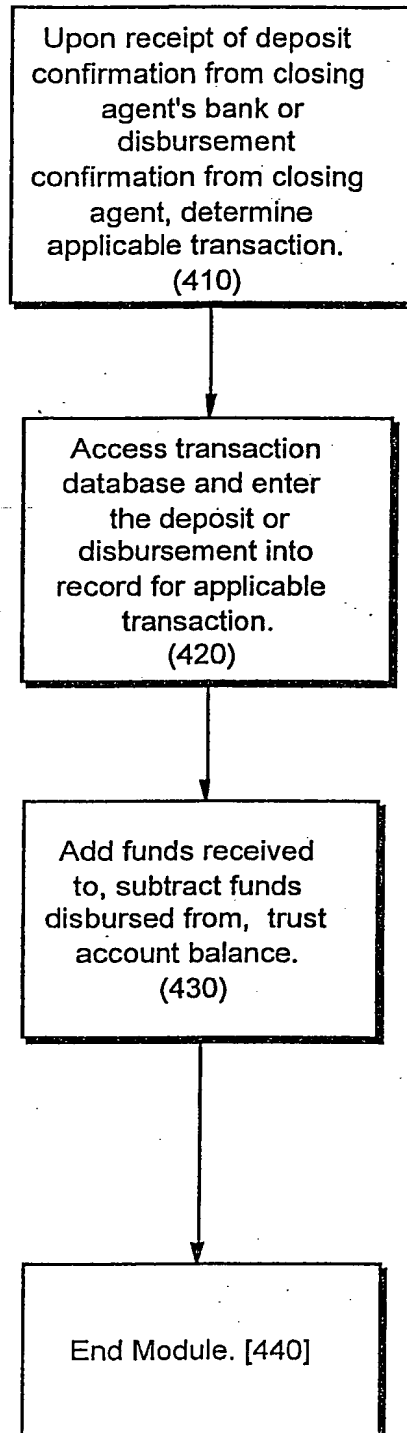 Upon receipt of deposit
confirmation from closing
agent's bank or
disbursement
confirmation from closing
agent, determine
applicable transaction.
(410)
Access transaction
database and enter
the deposit or
disbursement into
record for applicable
transaction.
(420)
Add funds received
to, subtract funds
disbursed from, trust
account balance.
(430)
End Module. [440]